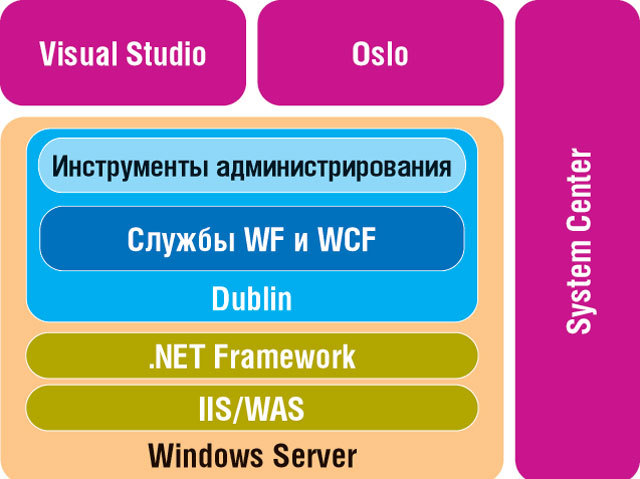 Visual Studio
Oslo
Инструменты администрирования
Службы WF и WCF
Dublin
.NET Framework
IIS/WAS
Windows Server
System Center